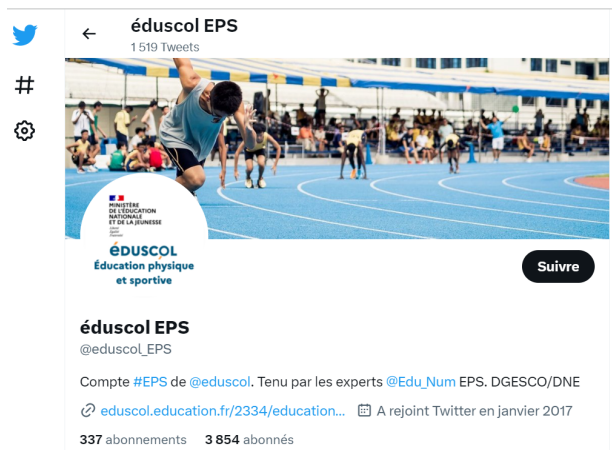 éduscol EPS
1 519 Tweets
MINISTÈRE
DE L'ÉDUCATION
NATIONALE
ET DE LA JEUNESSE
éDUSCOL
Éducation physique
et sportive
Suivre
éduscol EPS
@eduscol_EPS
Compte #EPS de @eduscol. Tenu par les experts @Edu_Num EPS. DGESCO/DNE
eduscol.education.fr/2334/education... A rejoint Twitter en janvier 2017
337 abonnements 3 854 abonnés